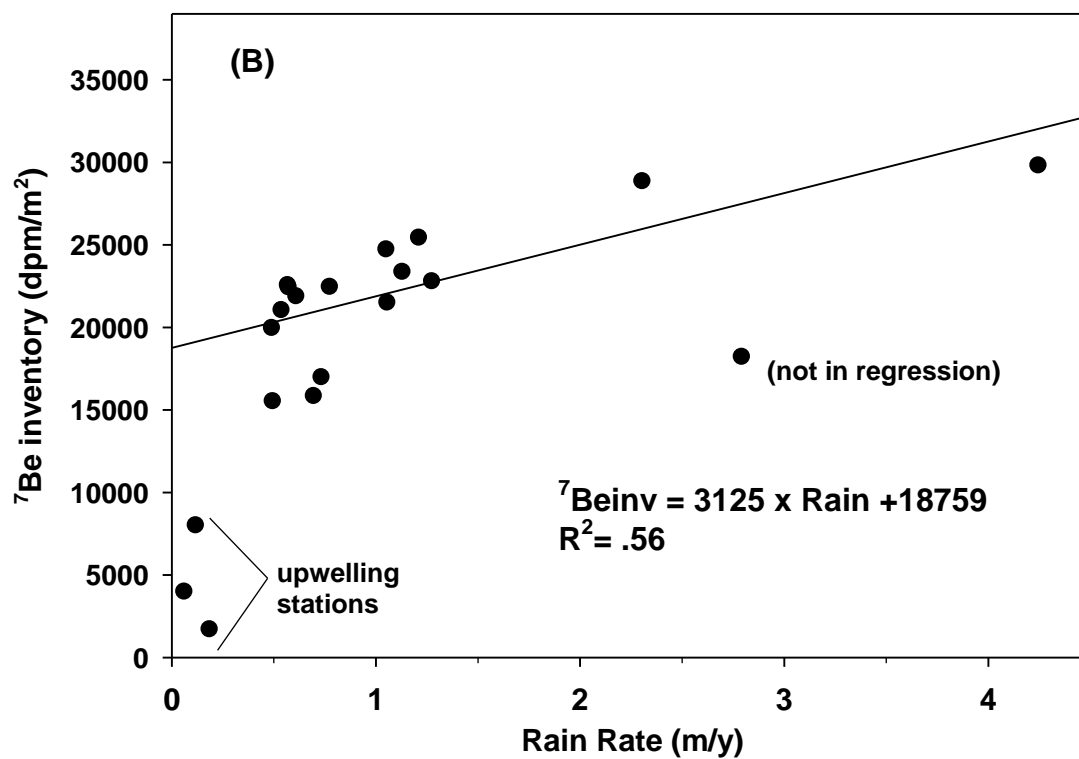 (B)
35000
30000
25000
20000
15000
10000
5000
0
⁷Be inventory (dpm/m²)
(not in regression)
⁷Beinv = 3125 x Rain +18759
R²= .56
upwelling
stations
0 1 2 3 4
Rain Rate (m/y)